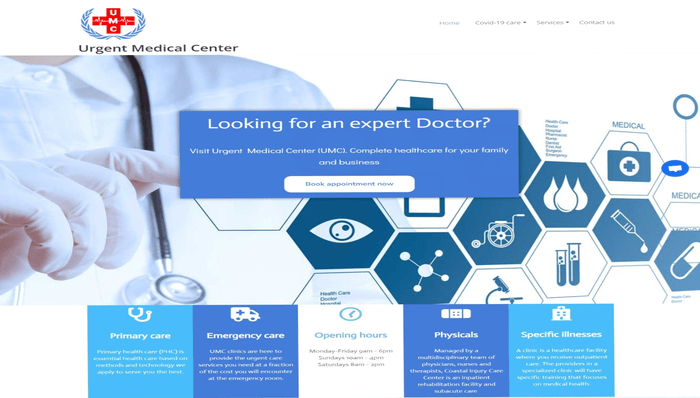 UMC
Urgent Medical Center
Home
Covid-19 care
Services
Contact us
Looking for an expert Doctor?
Visit Urgent Medical Center (UMC). Complete healthcare for your family
and business
Book appointment now
Health Care
Doctor
Hospital
Pharmacist
Nurse
Dentist
First Aid
Surgeon
Emergency
MEDICAL
MEDICA
MEDI
Health Care
Doctor
Hospital
Primary care
Primary health care (PHC) is
essential health care based on
methods and technology we
apply to serve you the best.
Emergency care
UMC clinics are here to
provide the urgent care
services you need at a fraction
of the cost you will encounter
at the emergency room.
Opening hours
Monday-Friday 9am - 6pm
Sundays 10am - 3pm
Saturdays 8am - 2pm
Physicals
Managed by a
multidisciplinary team of
physicians, nurses and
therapists, Coastal Injury Care
Center is an inpatient
rehabilitation facility and
subacute care
Specific illnesses
A clinic is a healthcare facility
where you receive outpatient
care. The providers in a
specialized clinic will have
specific training that focuses
on medical health.